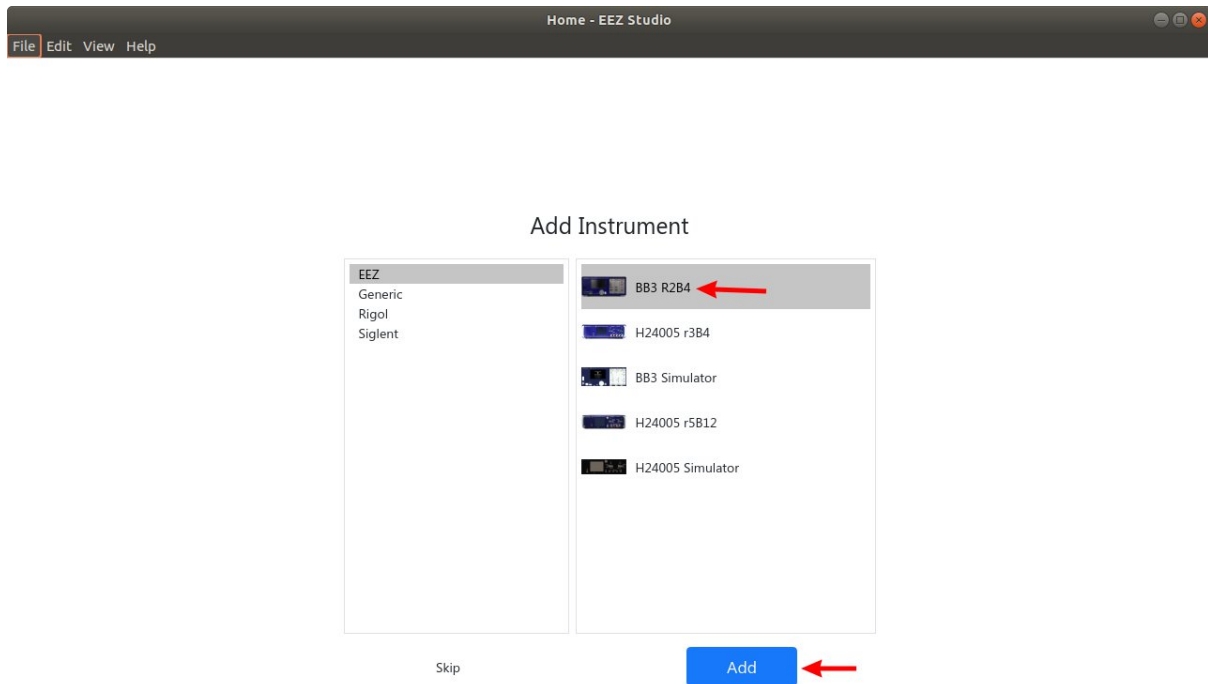 Home - EEZ Studio
File Edit View Help
Add Instrument
EEZ
Generic
Rigol
Siglent
BB3 R2B4
H24005 r3B4
BB3 Simulator
H24005 r5B12
H24005 Simulator
Skip
Add